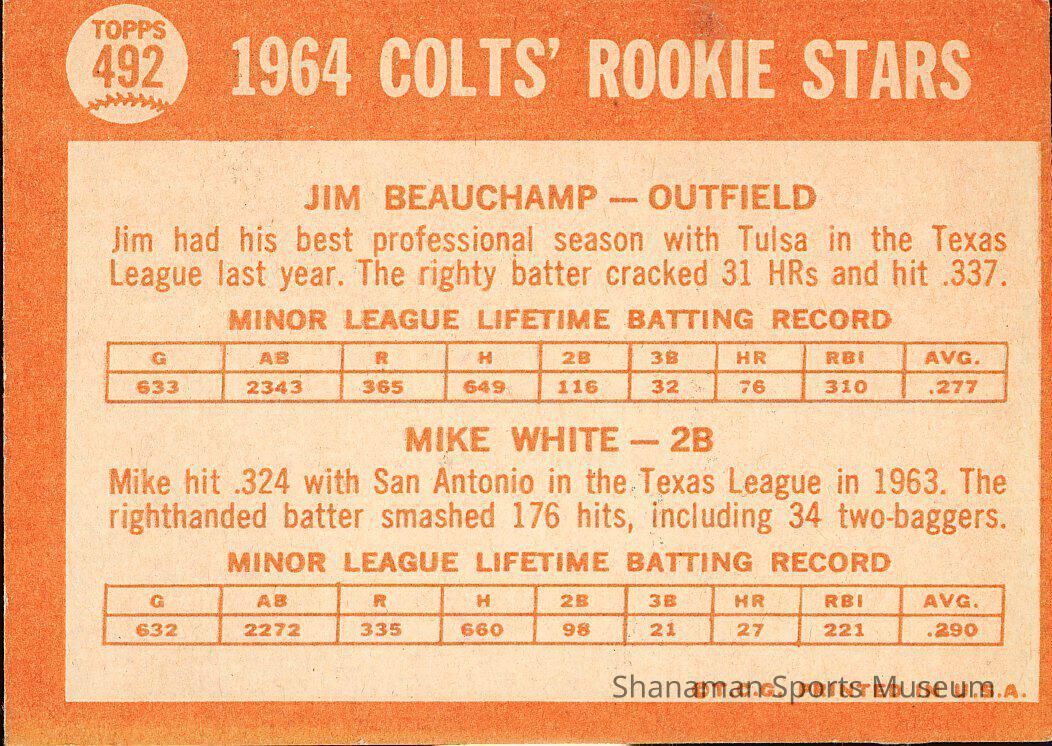 TOPPS
492
1964 COLTS' ROOKIE STARS
JIM BEAUCHAMP — OUTFIELD
Jim had his best professional season with Tulsa in the Texas
League last year. The righty batter cracked 31 HRs and hit .337.
MINOR LEAGUE LIFETIME BATTING RECORD
G AB R H 2B 3B HR RBI AVG.
633 2343 365 649 116 32 76 310 .277
MIKE WHITE — 2B
Mike hit .324 with San Antonio in the Texas League in 1963. The
righthanded batter smashed 176 hits, including 34 two-baggers.
MINOR LEAGUE LIFETIME BATTING RECORD
G AB R H 2B 3B HR RBI AVG.
632 2272 335 660 98 21 27 221 .290
©T.C.G. PRINTED IN U.S.A.
Shanaman Sports Museum